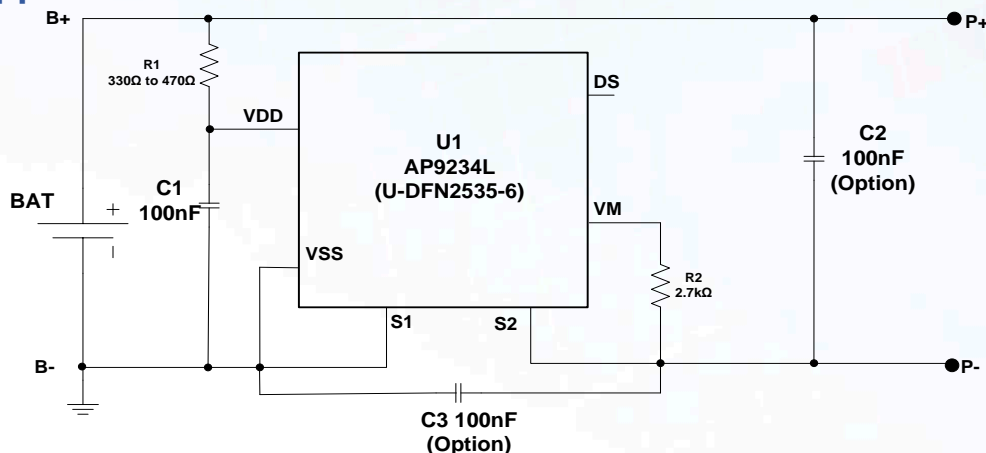 B+
P+
R1
330Ω to 470Ω
DS
VDD
U1
AP9234L
(U-DFN2535-6)
C2
100nF
(Option)
C1
100nF
BAT
+
VM
VSS
R2
2.7kΩ
S1
S2
B-
P-
C3 100nF
(Option)